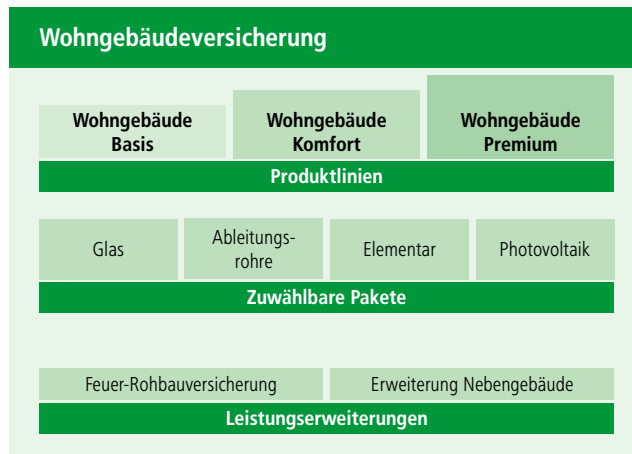 Wohngebäudeversicherung
Wohngebäude
Basis
Wohngebäude
Komfort
Wohngebäude
Premium
Produktlinien
Glas
Ableitungs-
rohre
Elementar
Photovoltaik
Zuwählbare Pakete
Feuer-Rohbauversicherung
Erweiterung Nebengebäude
Leistungserweiterungen